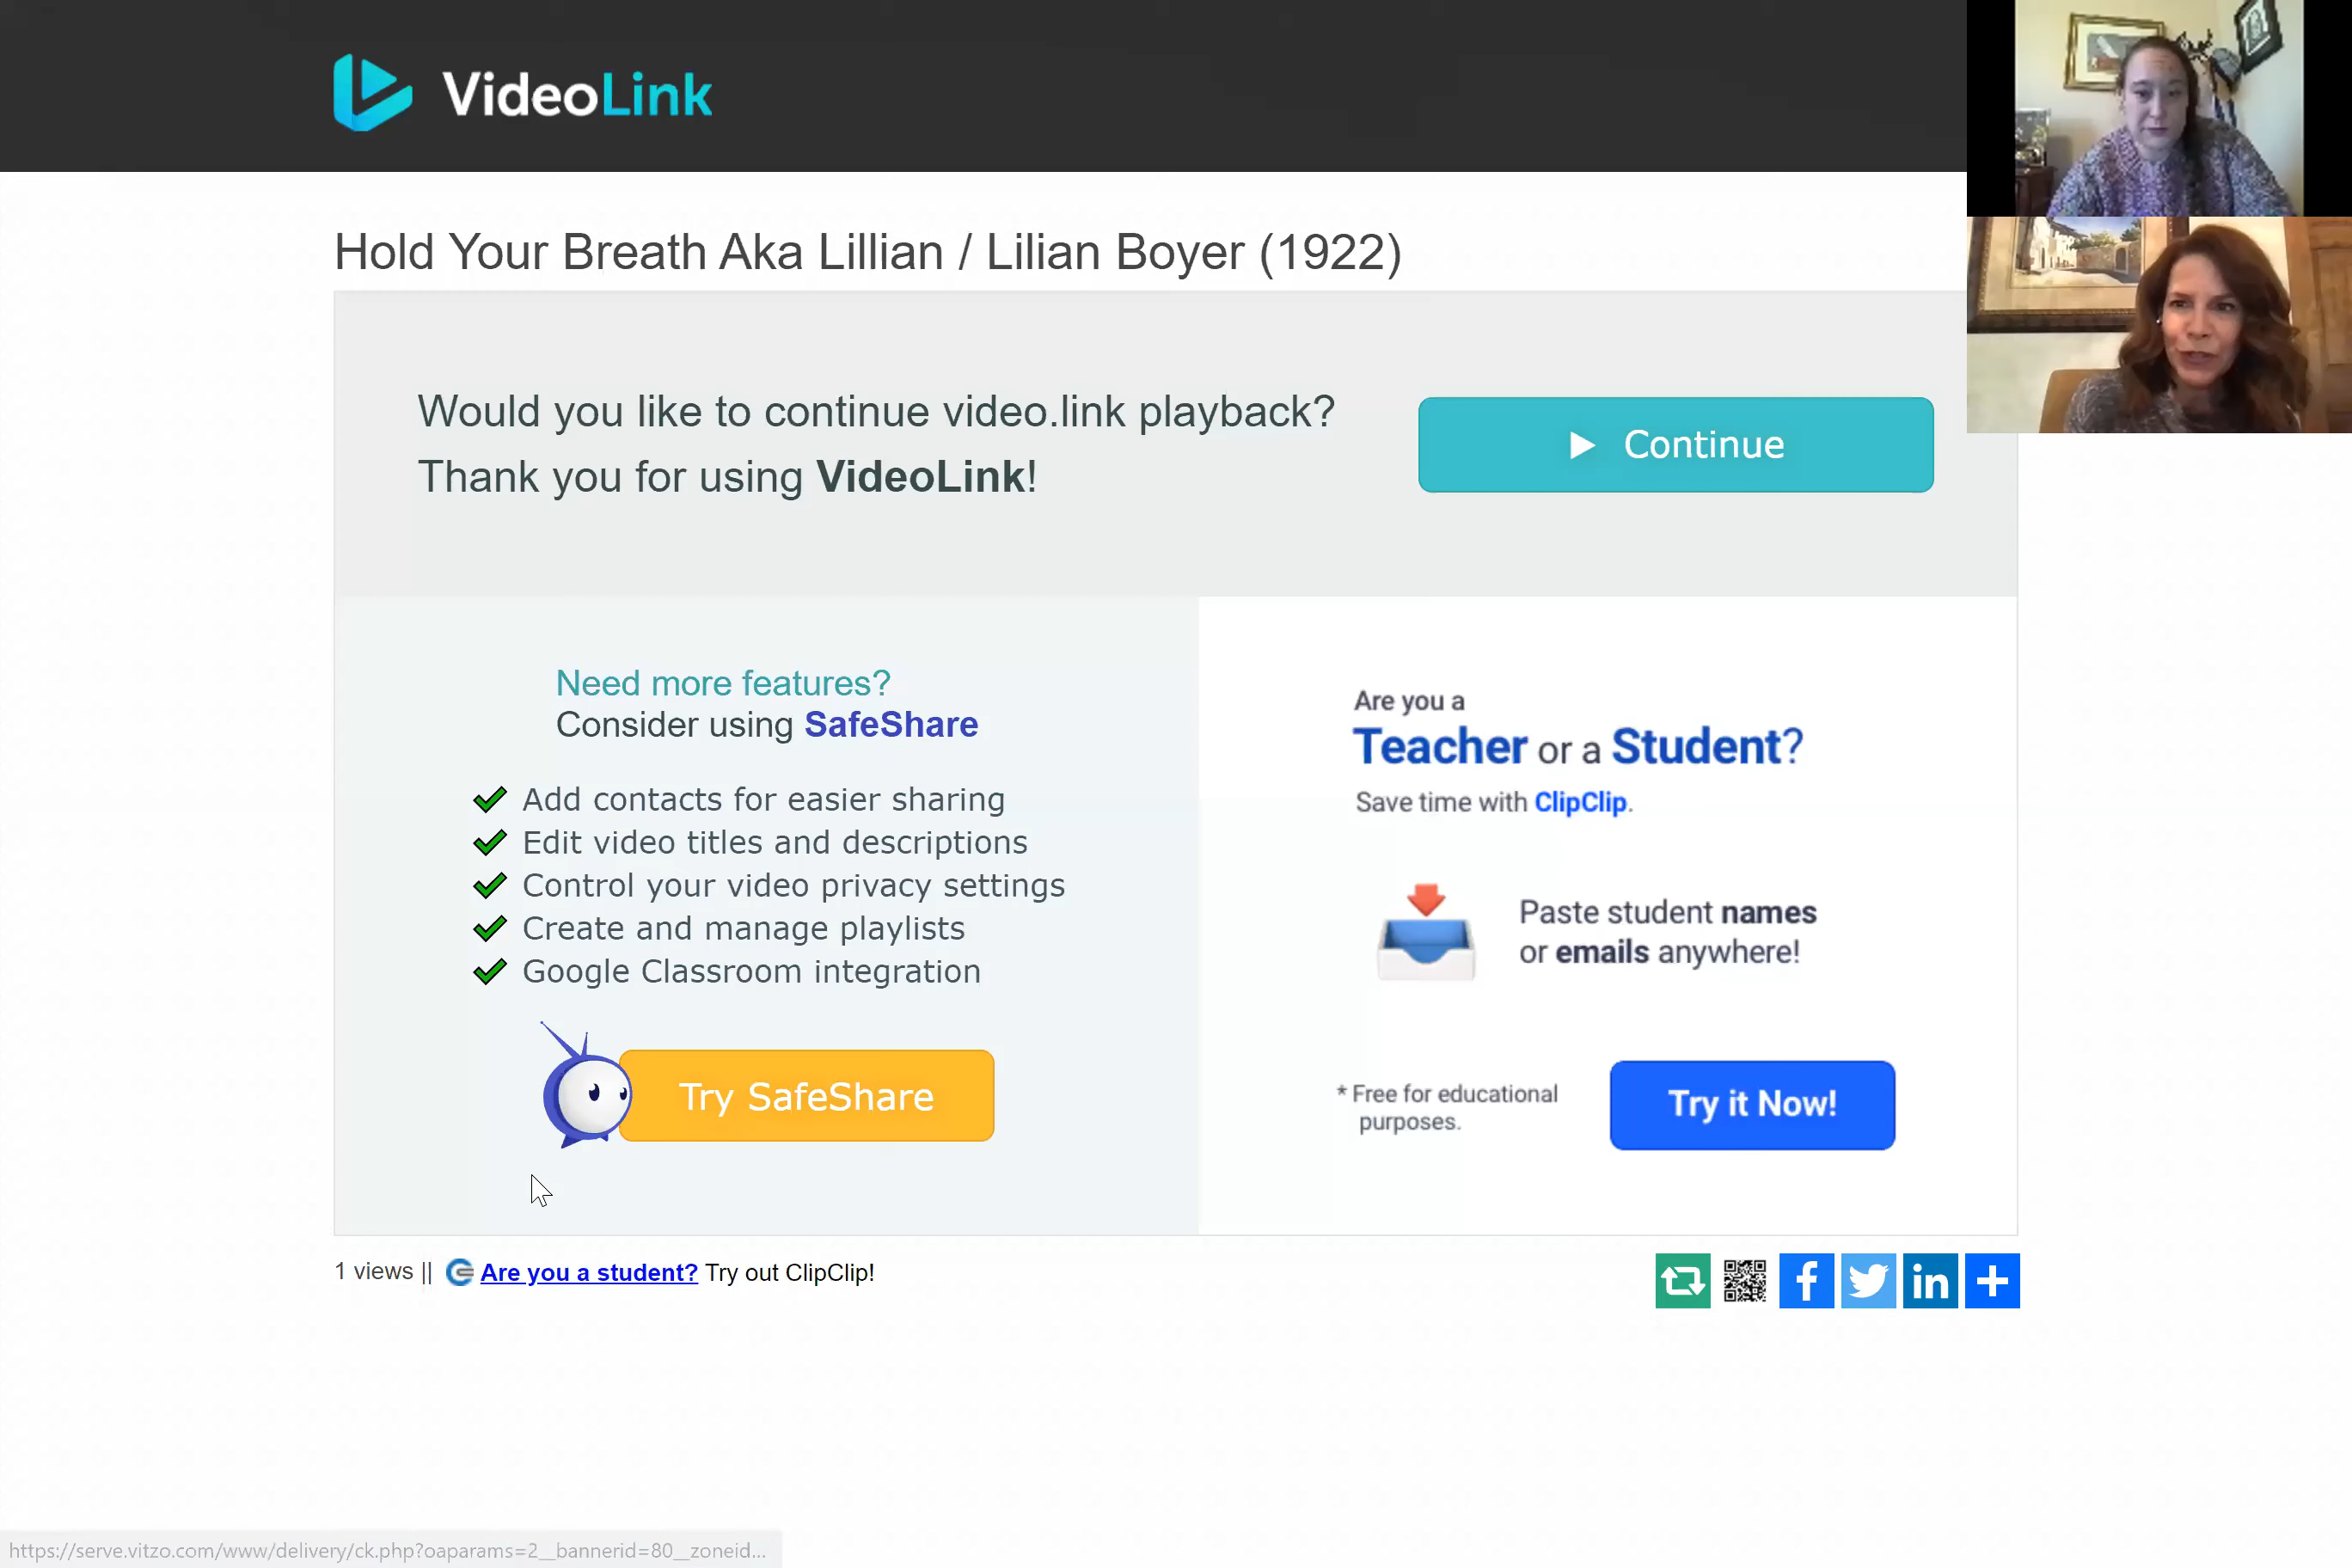 VideoLink
Hold Your Breath Aka Lillian / Lilian Boyer (1922)
Would you like to continue video.link playback?
Thank you for using VideoLink!
Continue
Need more features?
Consider using SafeShare
Add contacts for easier sharing
Edit video titles and descriptions
Control your video privacy settings
Create and manage playlists
Google Classroom integration
Try SafeShare
Are you a
Teacher or a Student?
Save time with ClipClip.
Paste student names
or emails anywhere!
* Free for educational
purposes.
Try it Now!
1 views || Are you a student? Try out ClipClip!
f
in
https://serve.vitzo.com/www/delivery/ck.php?oaparams=2__bannerid=80__zoneid...